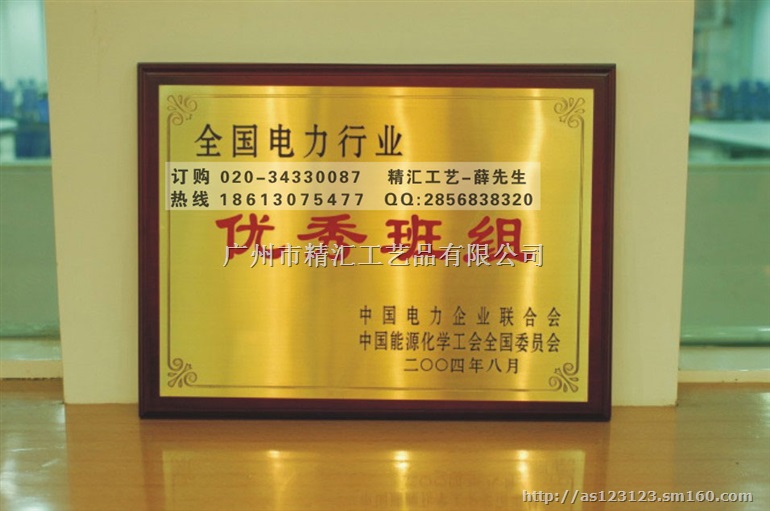 全国电力行业
订购 020-34330087 精汇工艺-薛先生
热线 18613075477 QQ:2856838320
优秀班组
广州市精汇工艺品有限公司
中国电力企业联合会
中国能源化学工会全国委员会
二〇〇四年八月
http://as123123.sm160.com/